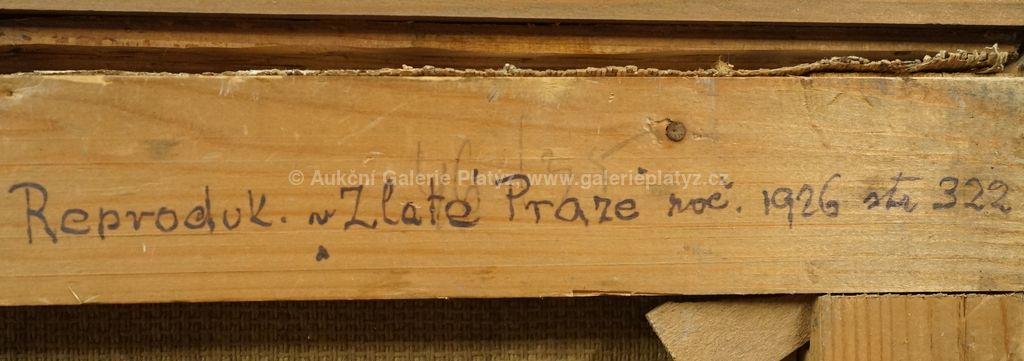 © Aukční Galerie Platýz www.galerieplatyz.cz
Reproduk. v Zlaté Praze roč. 1926 str 322